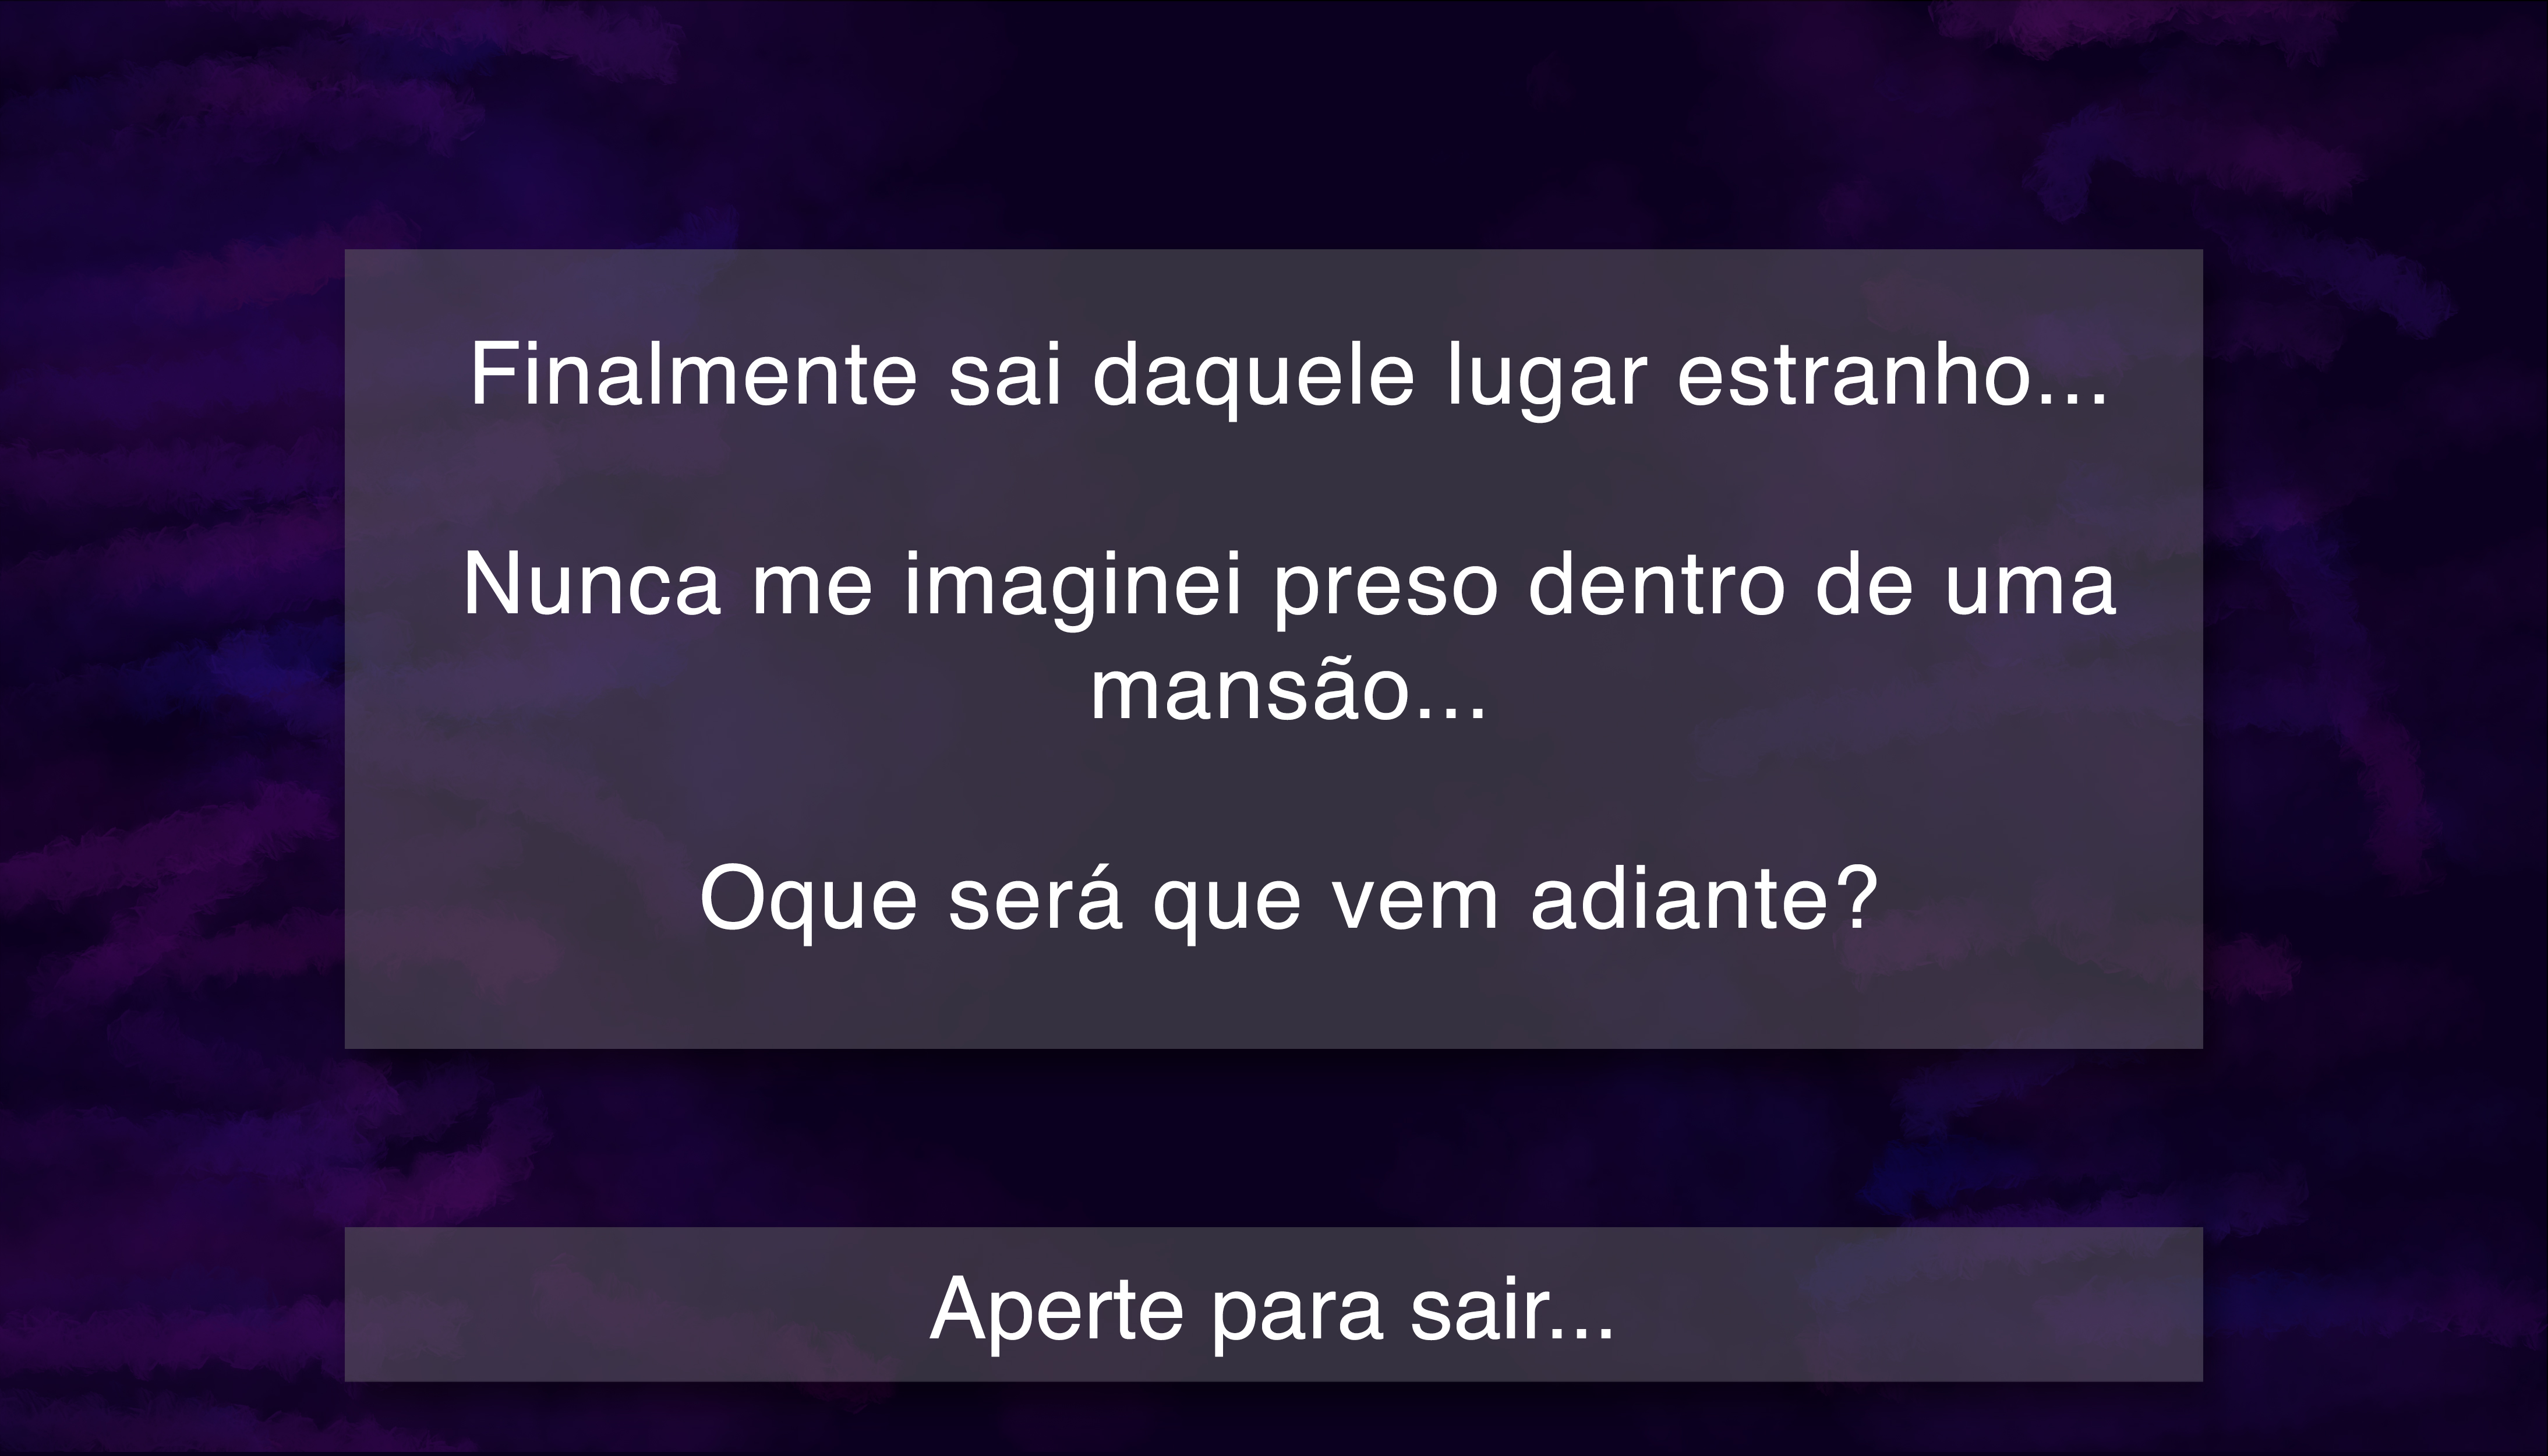 Finalmente sai daquele lugar estranho...
Nunca me imaginei preso dentro de uma
mansão...
Oque será que vem adiante?
Aperte para sair...